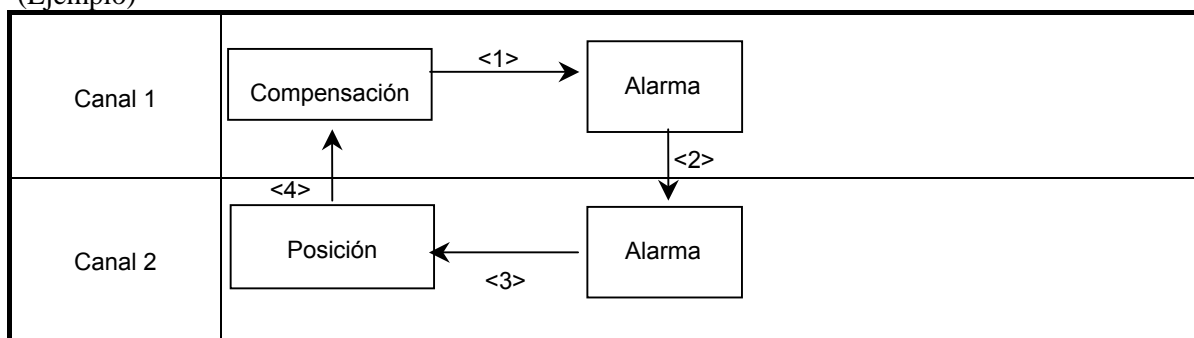 (Ejemplo)
Canal 1
Compensación
<1>
Alarma
<2>
<4>
Canal 2
Posición
<3>
Alarma